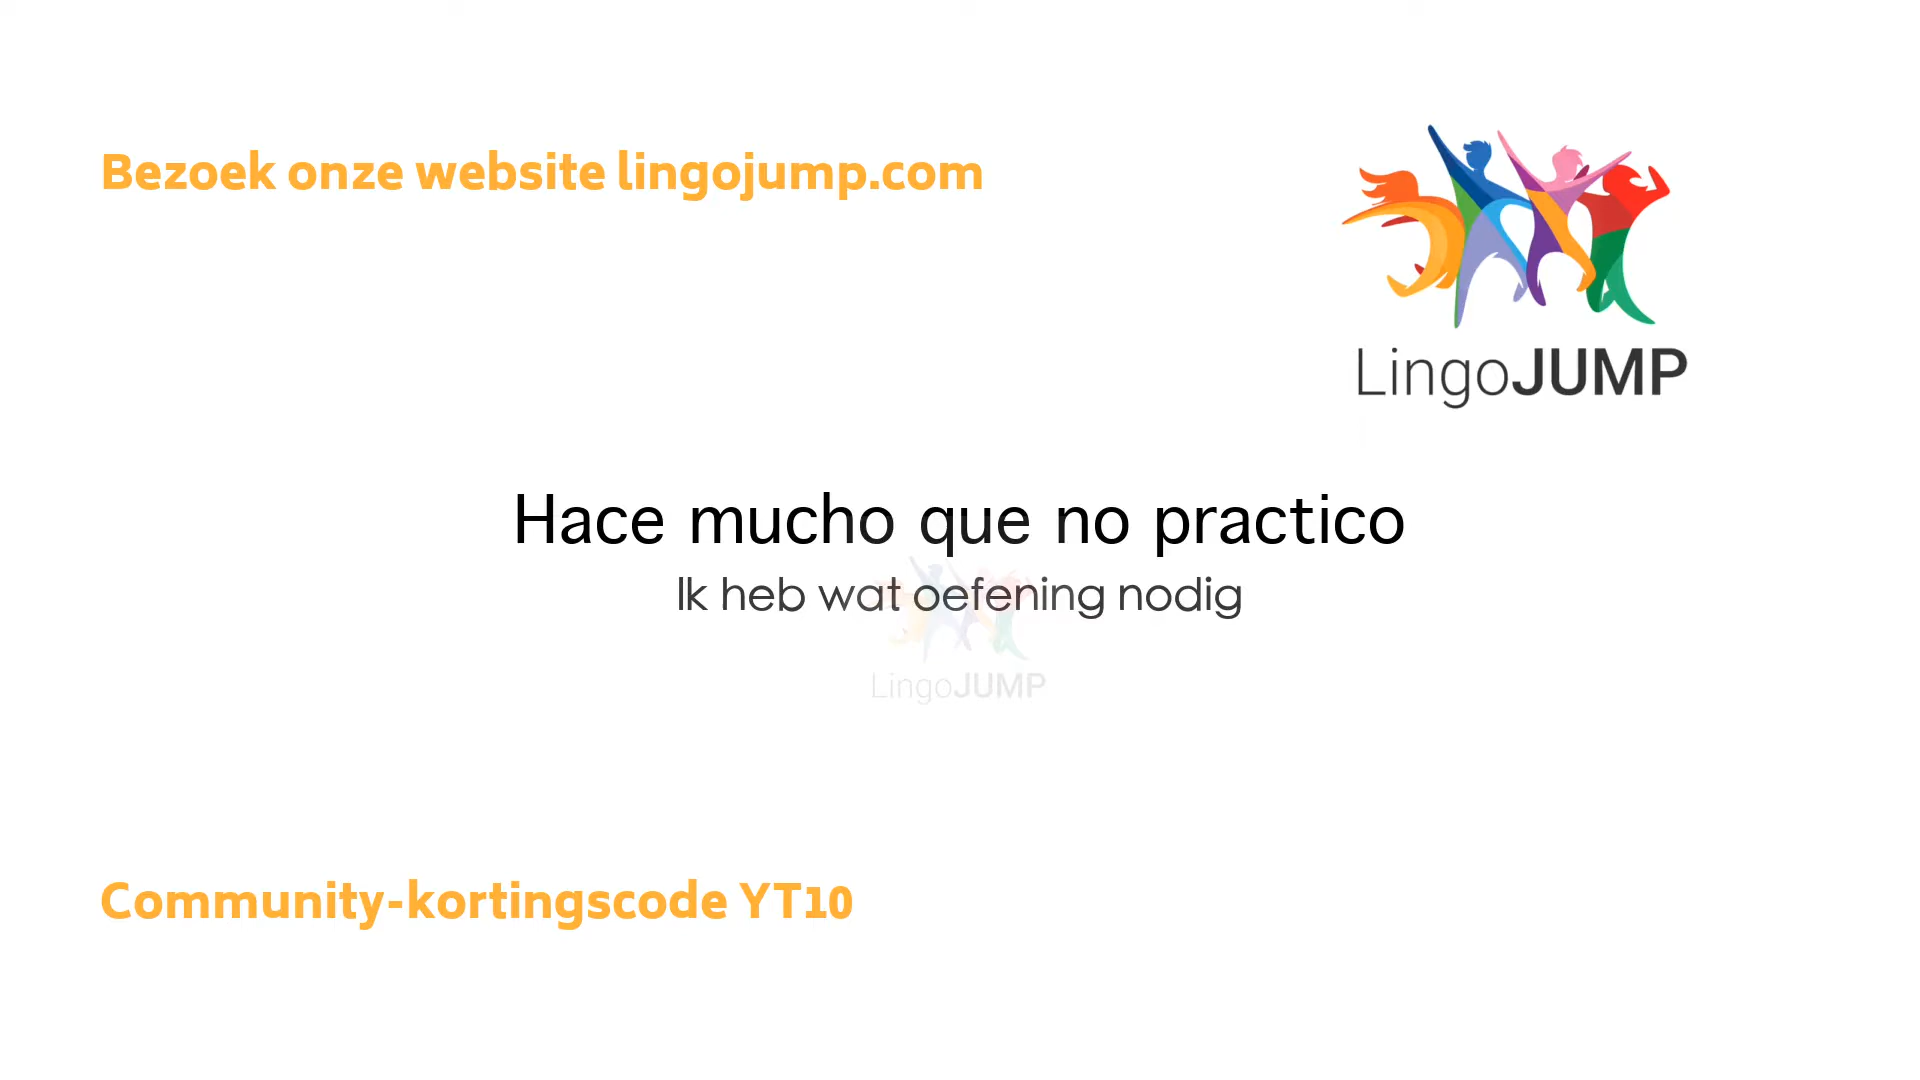 Bezoek onze website lingojump.com
LingoJUMP
Hace mucho que no practico
Ik heb wat oefening nodig
LingoJUMP
Community-kortingscode YT10